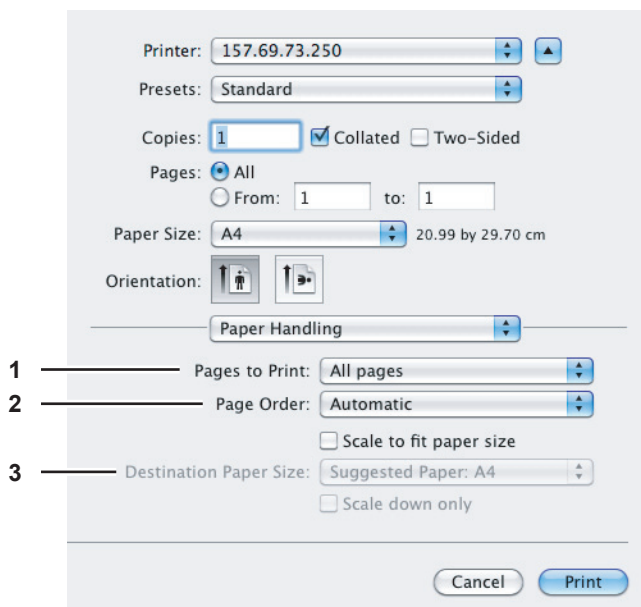 Printer: 157.69.73.250
Presets: Standard
Copies: 1 Collated Two-Sided
Pages: All
From: 1 to: 1
Paper Size: A4 20.99 by 29.70 cm
Orientation:
Paper Handling
1 Pages to Print: All pages
2 Page Order: Automatic
Scale to fit paper size
3 Destination Paper Size: Suggested Paper: A4
Scale down only
Cancel Print